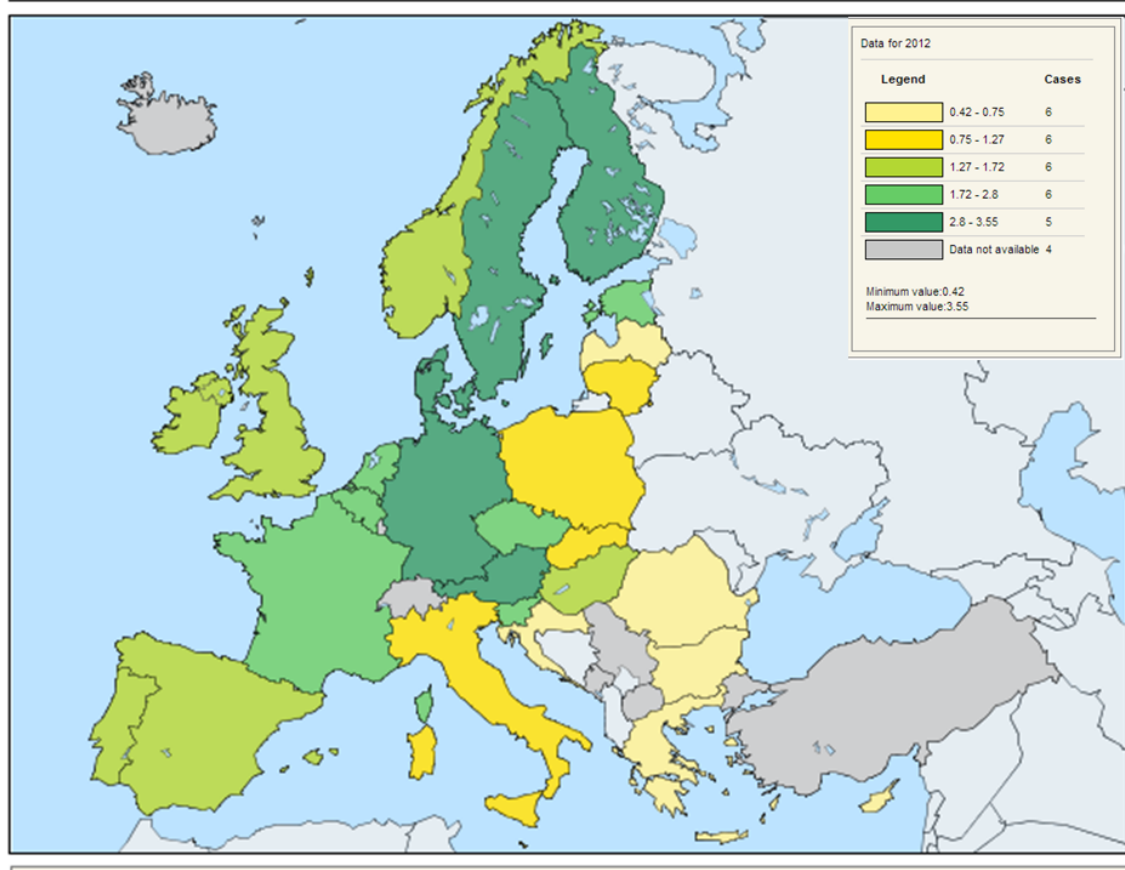 Data for 2012
Legend Cases
0.42 - 0.75 6
0.75 - 1.27 6
1.27 - 1.72 6
1.72 - 2.8 6
2.8 - 3.55 5
Data not available 4
Minimum value:0.42
Maximum value:3.55